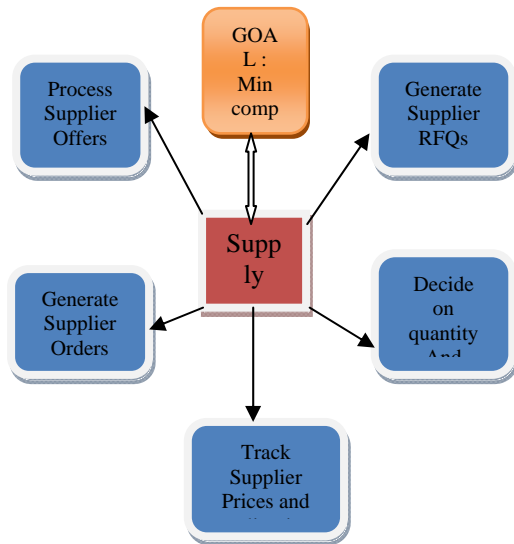 GOA
L :
Min
comp
Process
Supplier
Offers
Generate
Supplier
RFQs
Supp
ly
Generate
Supplier
Orders
Decide
on
quantity
And
Track
Supplier
Prices and